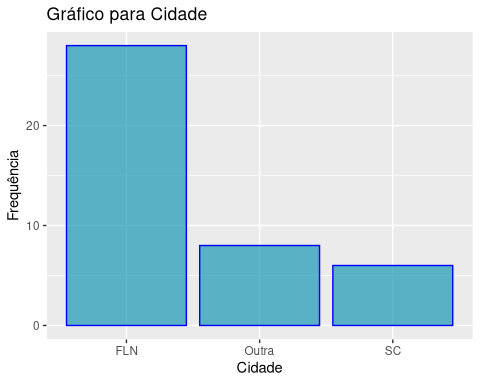 Gráfico para Cidade
Frequência
20
10
0
FLN Outra SC
Cidade